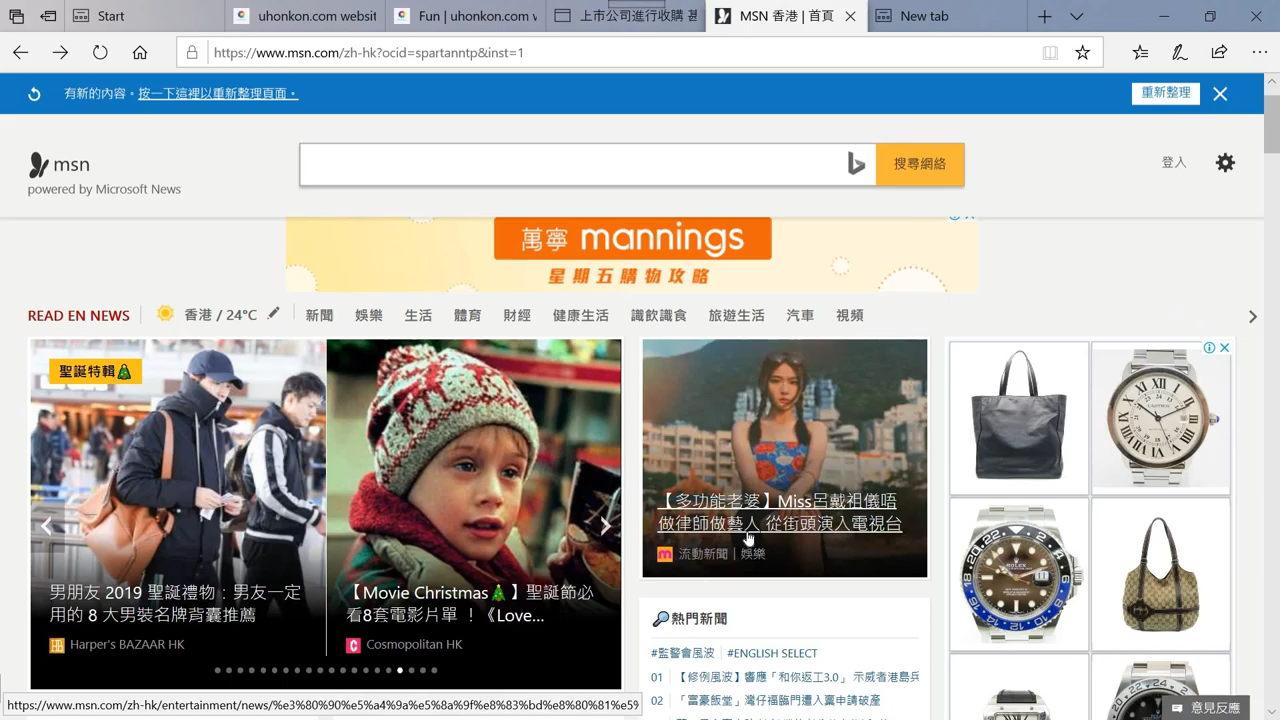 Start
uhonkon.com websit
Fun | uhonkon.com v
上市公司進行收購 甚
MSN 香港 | 首頁
New tab
https://www.msn.com/zh-hk?ocid=spartanntp&inst=1
有新的內容。按一下這裡以重新整理頁面。
重新整理
msn
powered by Microsoft News
搜尋網絡
登入
萬寧 mannings
星期五購物攻略
READ EN NEWS
香港 / 24°C
新聞
娛樂
生活
體育
財經
健康生活
識飲識食
旅遊生活
汽車
視頻
聖誕特輯🎄
男朋友 2019 聖誕禮物：男友一定
用的 8 大男裝名牌背囊推薦
Harper's BAZAAR HK
【Movie Christmas🎄】聖誕節必
看8套電影片單 ！《Love...
Cosmopolitan HK
【多功能老婆】Miss呂戴祖儀唔
做律師做藝人 從街頭演入電視台
流動新聞 | 娛樂
🔎熱門新聞
#監警會風波 #ENGLISH SELECT
01 【修例風波】響應「和你返工3.0」 示威者港島兵
02 「富豪飯堂」灣仔福臨門遭入稟申請破產
https://www.msn.com/zh-hk/entertainment/news/%e3%80%90%e5%a4%9a%e5%8a%9f%e8%83%bd%e8%80%81%e5%
意見反應